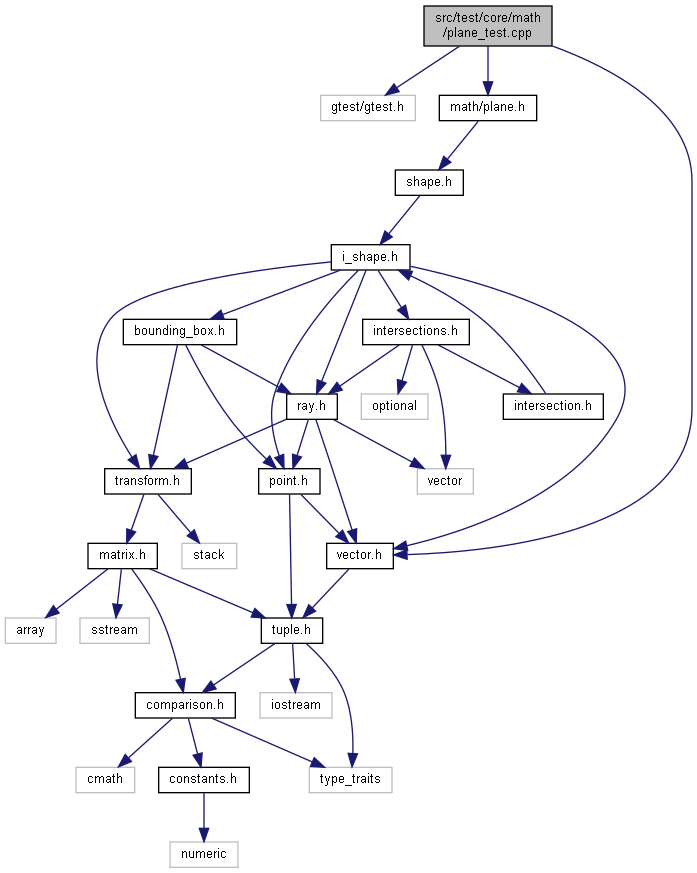 src/test/core/math
/plane_test.cpp
gtest/gtest.h
math/plane.h
shape.h
i_shape.h
bounding_box.h
intersections.h
ray.h
optional
intersection.h
transform.h
point.h
vector
matrix.h
stack
vector.h
array
sstream
tuple.h
comparison.h
iostream
cmath
constants.h
type_traits
numeric